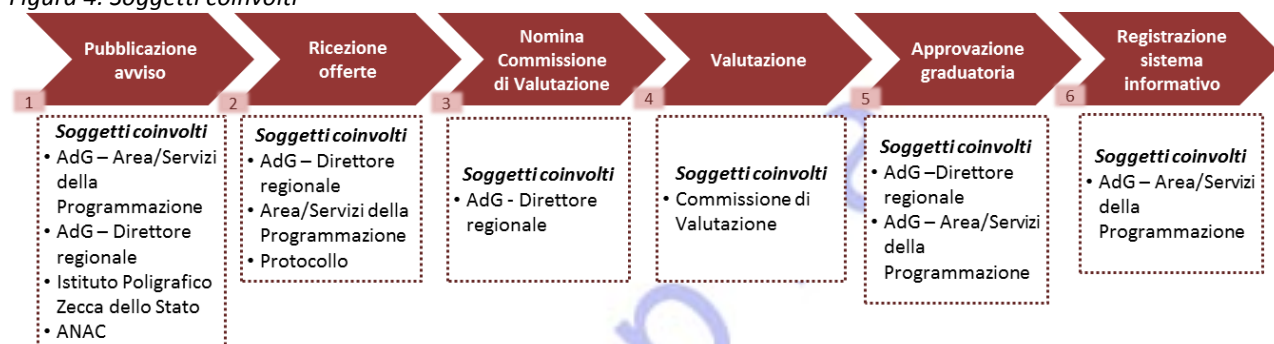 Figura 4. Soggetti coinvolti
Pubblicazione
avviso
1
Soggetti coinvolti
• AdG – Area/Servizi
della
Programmazione
• AdG – Direttore
regionale
• Istituto Poligrafico
Zecca dello Stato
• ANAC
Ricezione
offerte
2
Soggetti coinvolti
• AdG – Direttore
regionale
• Area/Servizi della
Programmazione
• Protocollo
Nomina
Commissione
di Valutazione
3
Soggetti coinvolti
• AdG - Direttore
regionale
Valutazione
4
Soggetti coinvolti
• Commissione di
Valutazione
Approvazione
graduatoria
5
Soggetti coinvolti
• AdG –Direttore
regionale
• AdG – Area/Servizi
della
Programmazione
Registrazione
sistema
informativo
6
Soggetti coinvolti
• AdG – Area/Servizi
della
Programmazione